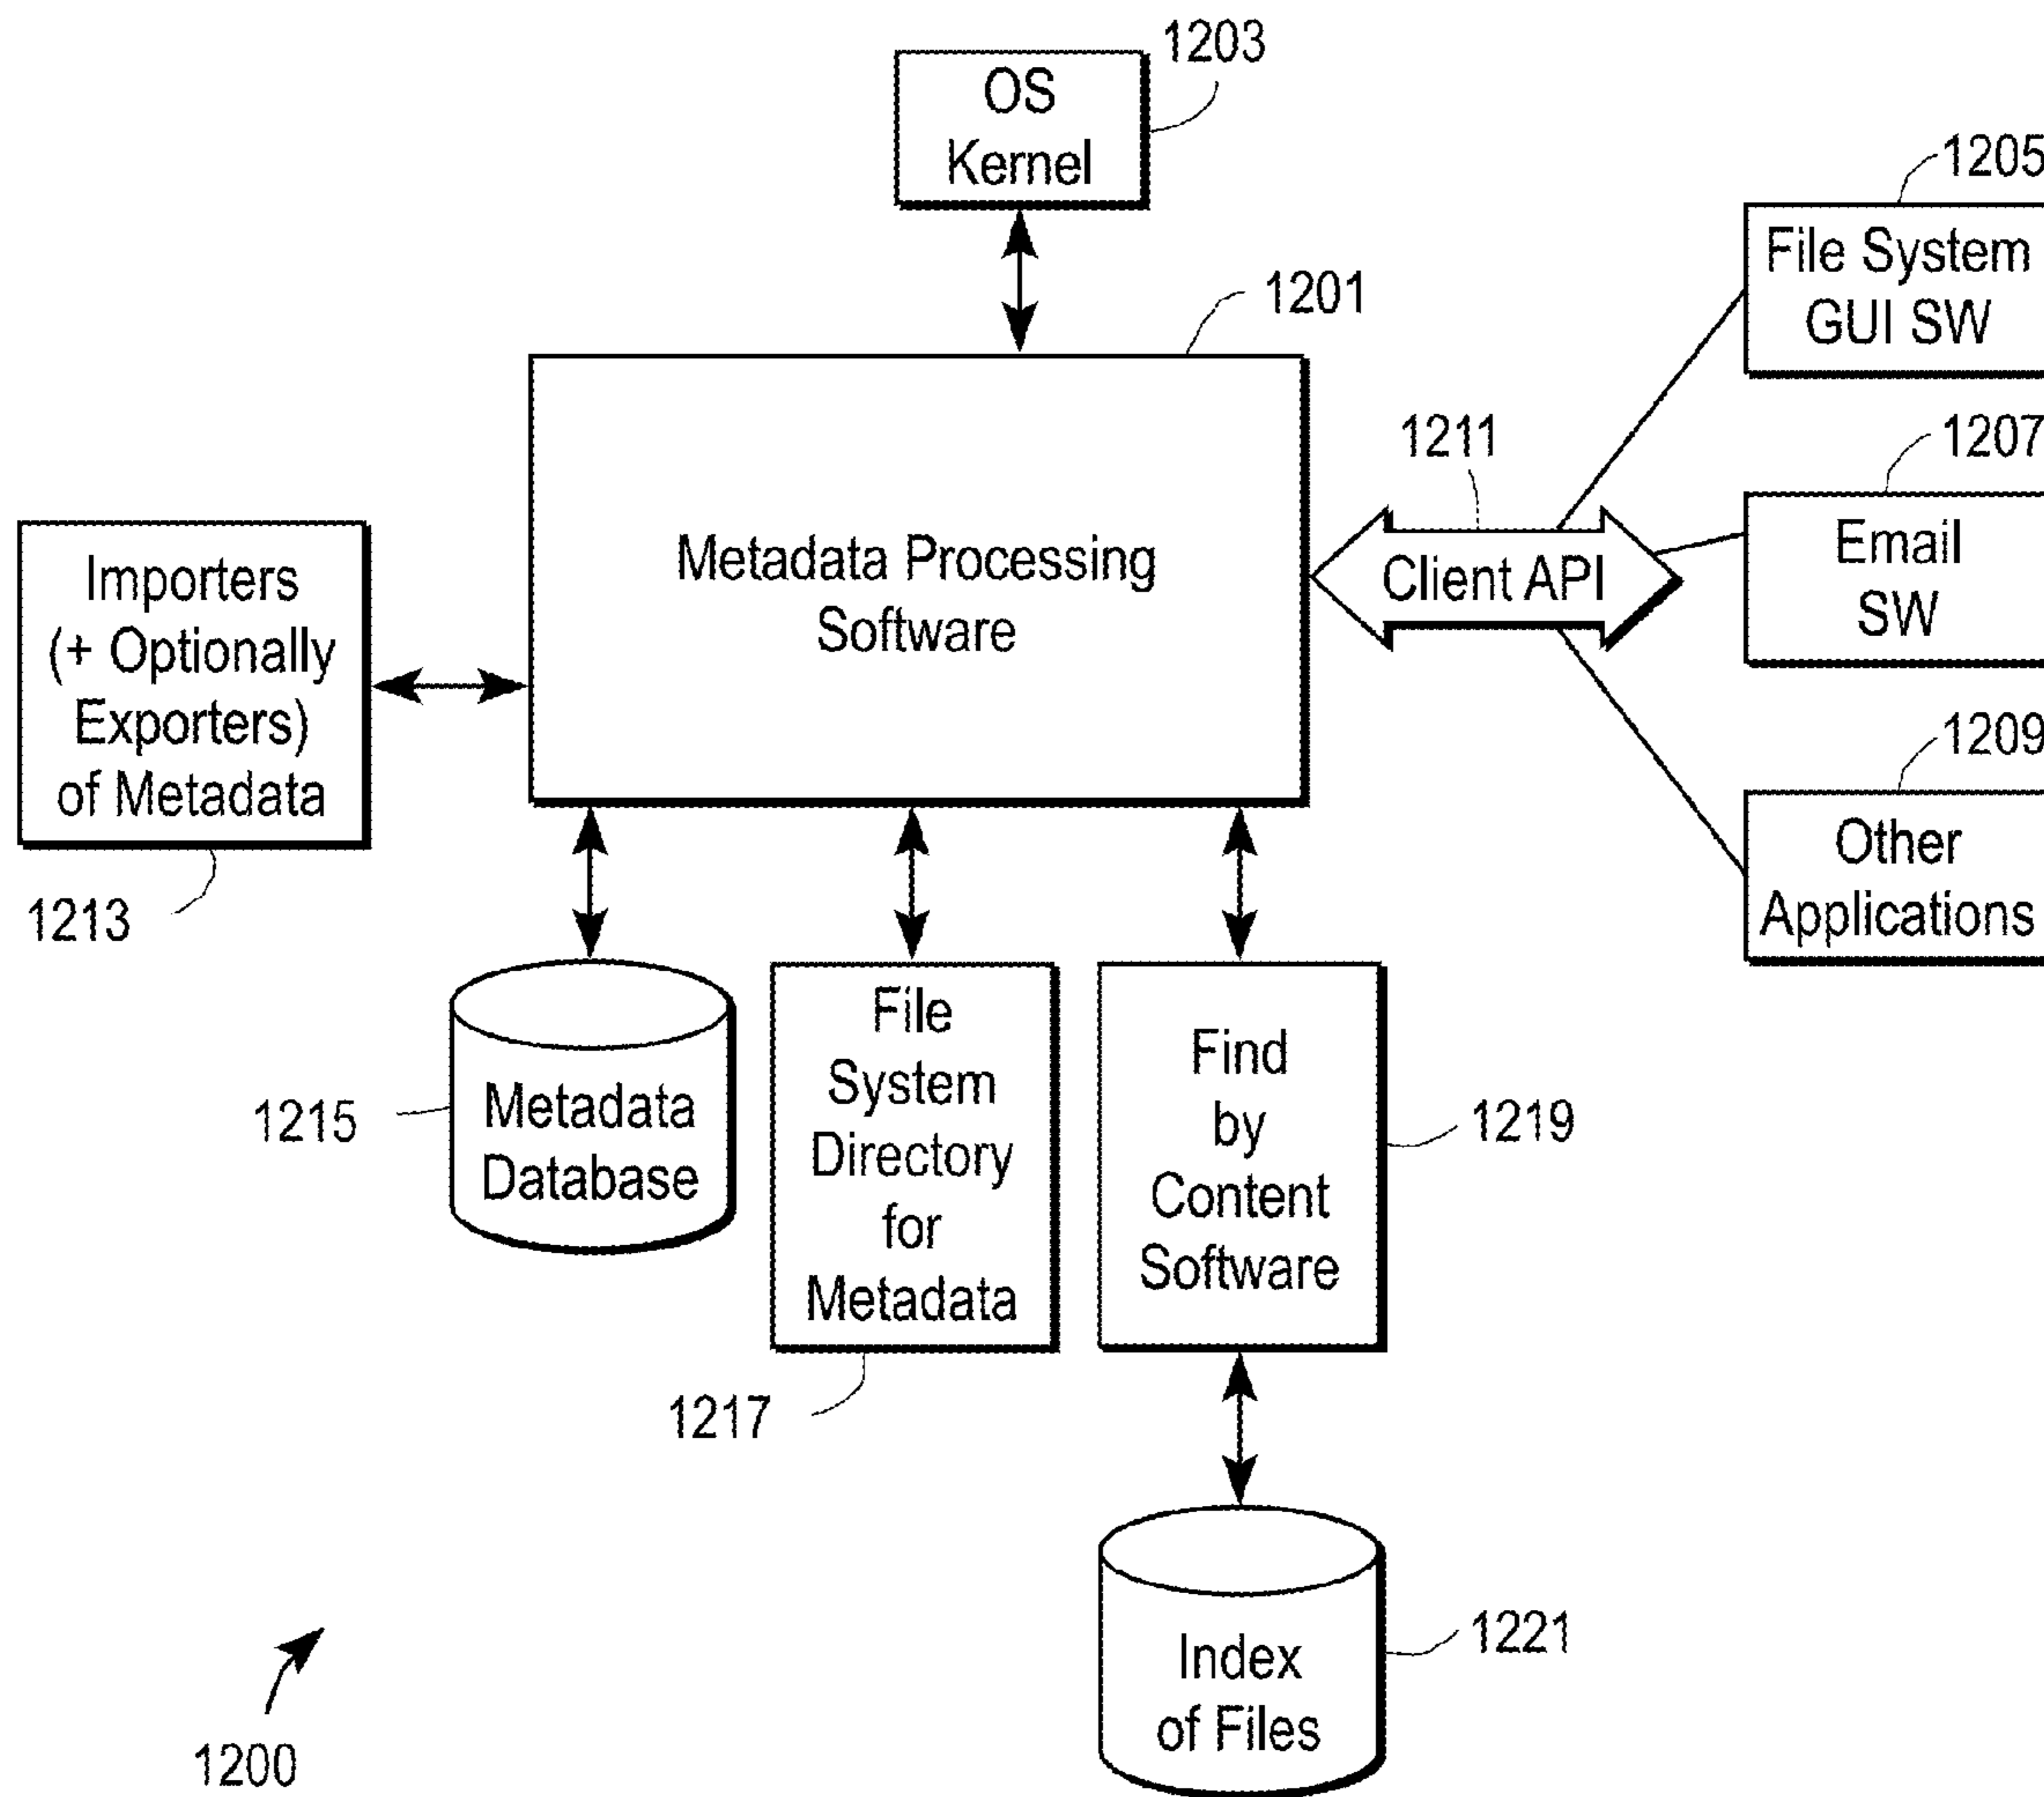 1203
OS
Kernel
1205
File System
GUI SW
1201
1211
1207
Email
SW
Client API
Metadata Processing
Software
Importers
(+ Optionally
Exporters)
of Metadata
1213
1209
Other
Applications
1215
Metadata
Database
File
System
Directory
for
Metadata
1217
Find
by
Content
Software
1219
Index
of Files
1221
1200